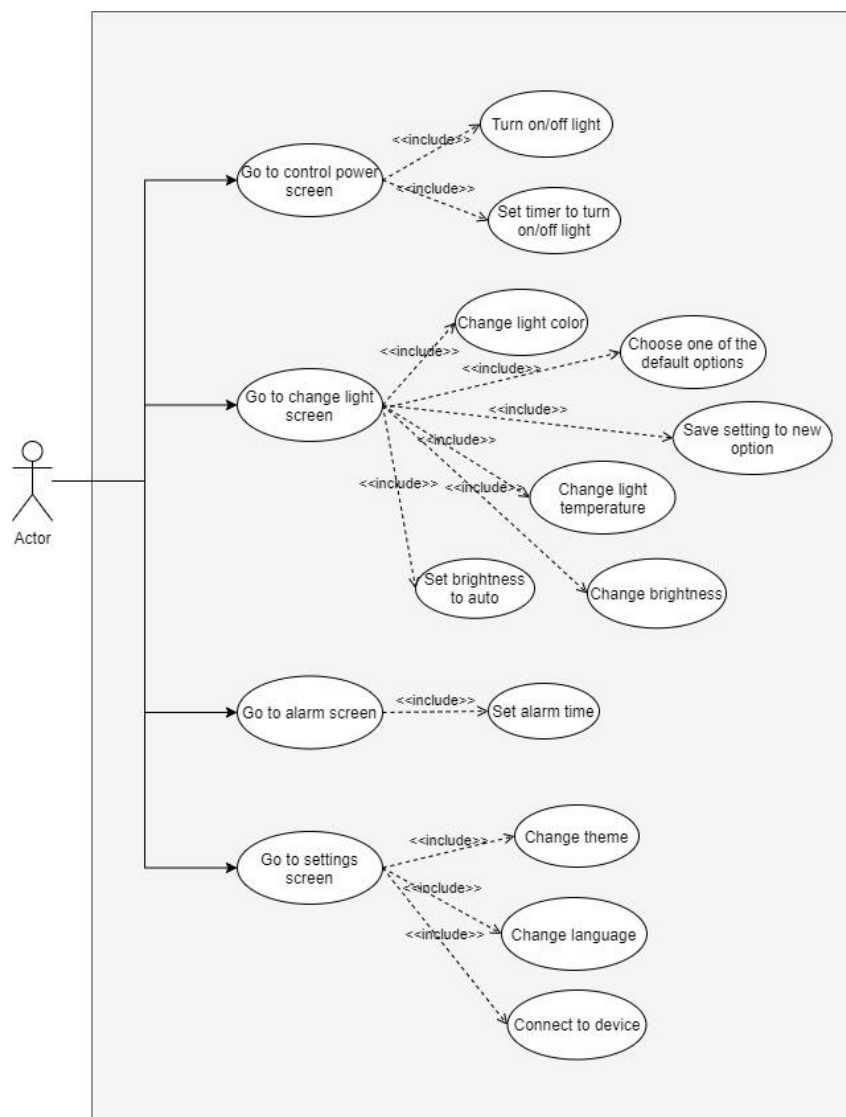 Turn on/off light
<<include>>
Go to control power
screen
<<include>>
Set timer to turn
on/off light
Change light color
<<include>>
Choose one of the
default options
<<include>>
Go to change light
screen
<<include>>
Save setting to new
option
<<include>>
<<include>>
<<include>>
Change light
temperature
Actor
Set brightness
to auto
Change brightness
Go to alarm screen
<<include>>
Set alarm time
Change theme
<<include>>
Go to settings
screen
<<include>>
Change language
<<include>>
Connect to device